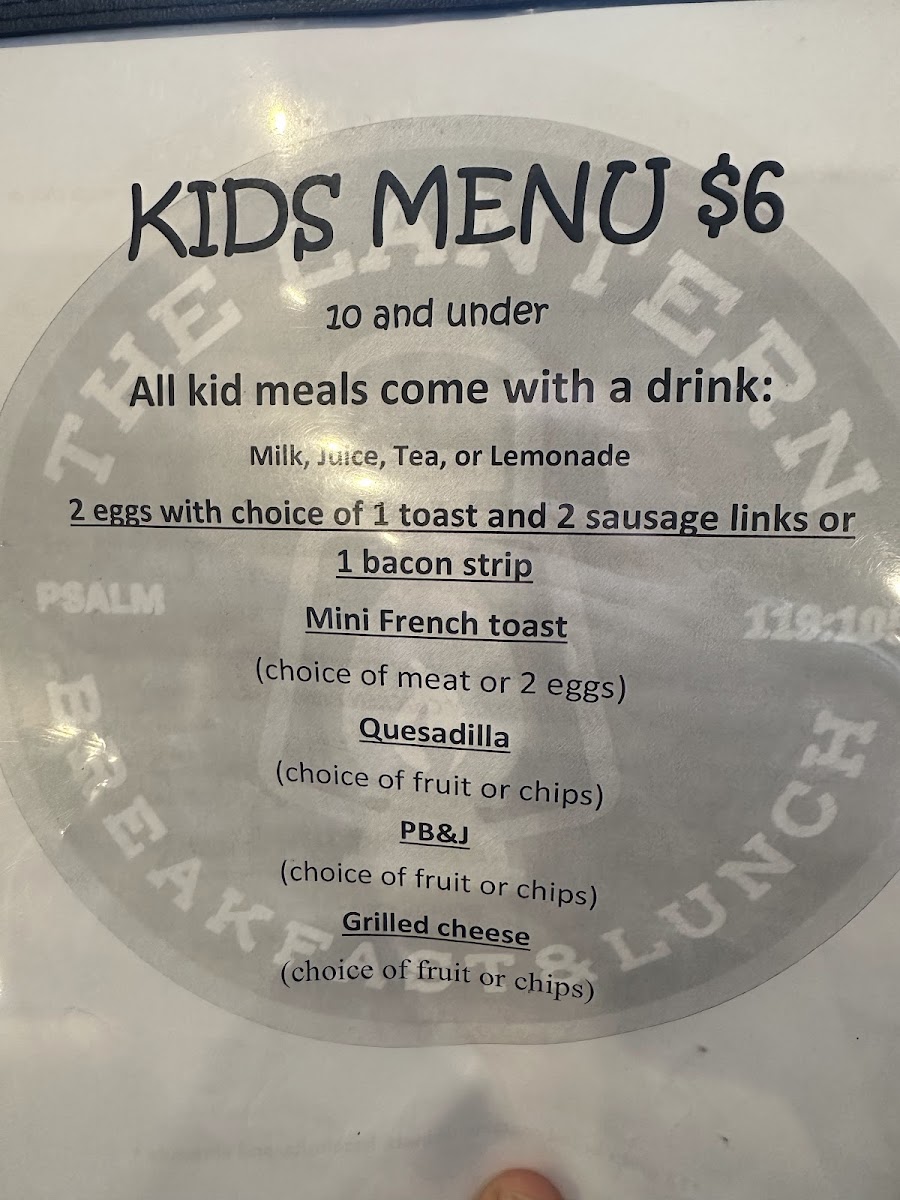 KIDS MENU $6
THE LANTERN
10 and under
All kid meals come with a drink:
Milk, Juice, Tea, or Lemonade
2 eggs with choice of 1 toast and 2 sausage links or
1 bacon strip
PSALM 119:105
Mini French toast
(choice of meat or 2 eggs)
Quesadilla
(choice of fruit or chips)
PB&J
(choice of fruit or chips)
Grilled cheese
(choice of fruit or chips)
BREAKFAST & LUNCH